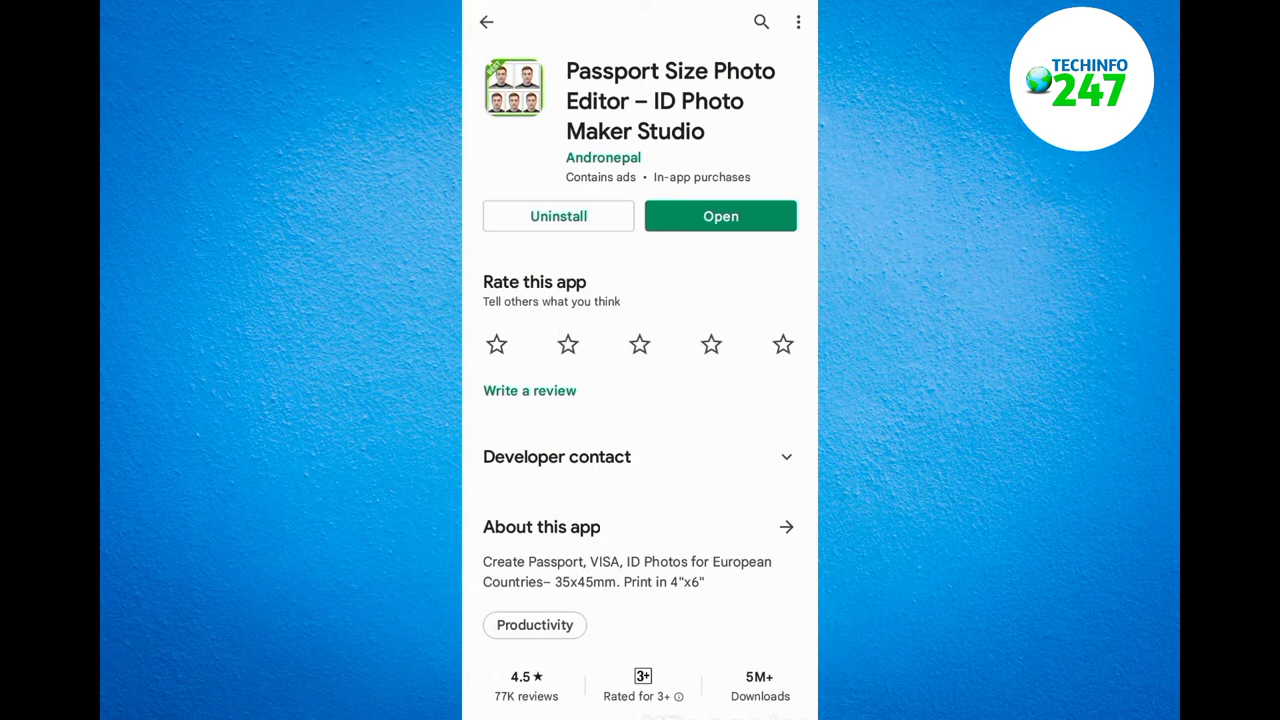 TECHINFO
247
BEST
Passport Size Photo
Editor – ID Photo
Maker Studio
Andronepal
Contains ads • In-app purchases
Uninstall
Open
Rate this app
Tell others what you think
Write a review
Developer contact
About this app
Create Passport, VISA, ID Photos for European
Countries– 35x45mm. Print in 4"x6"
Productivity
4.5★
77K reviews
3+
Rated for 3+
5M+
Downloads